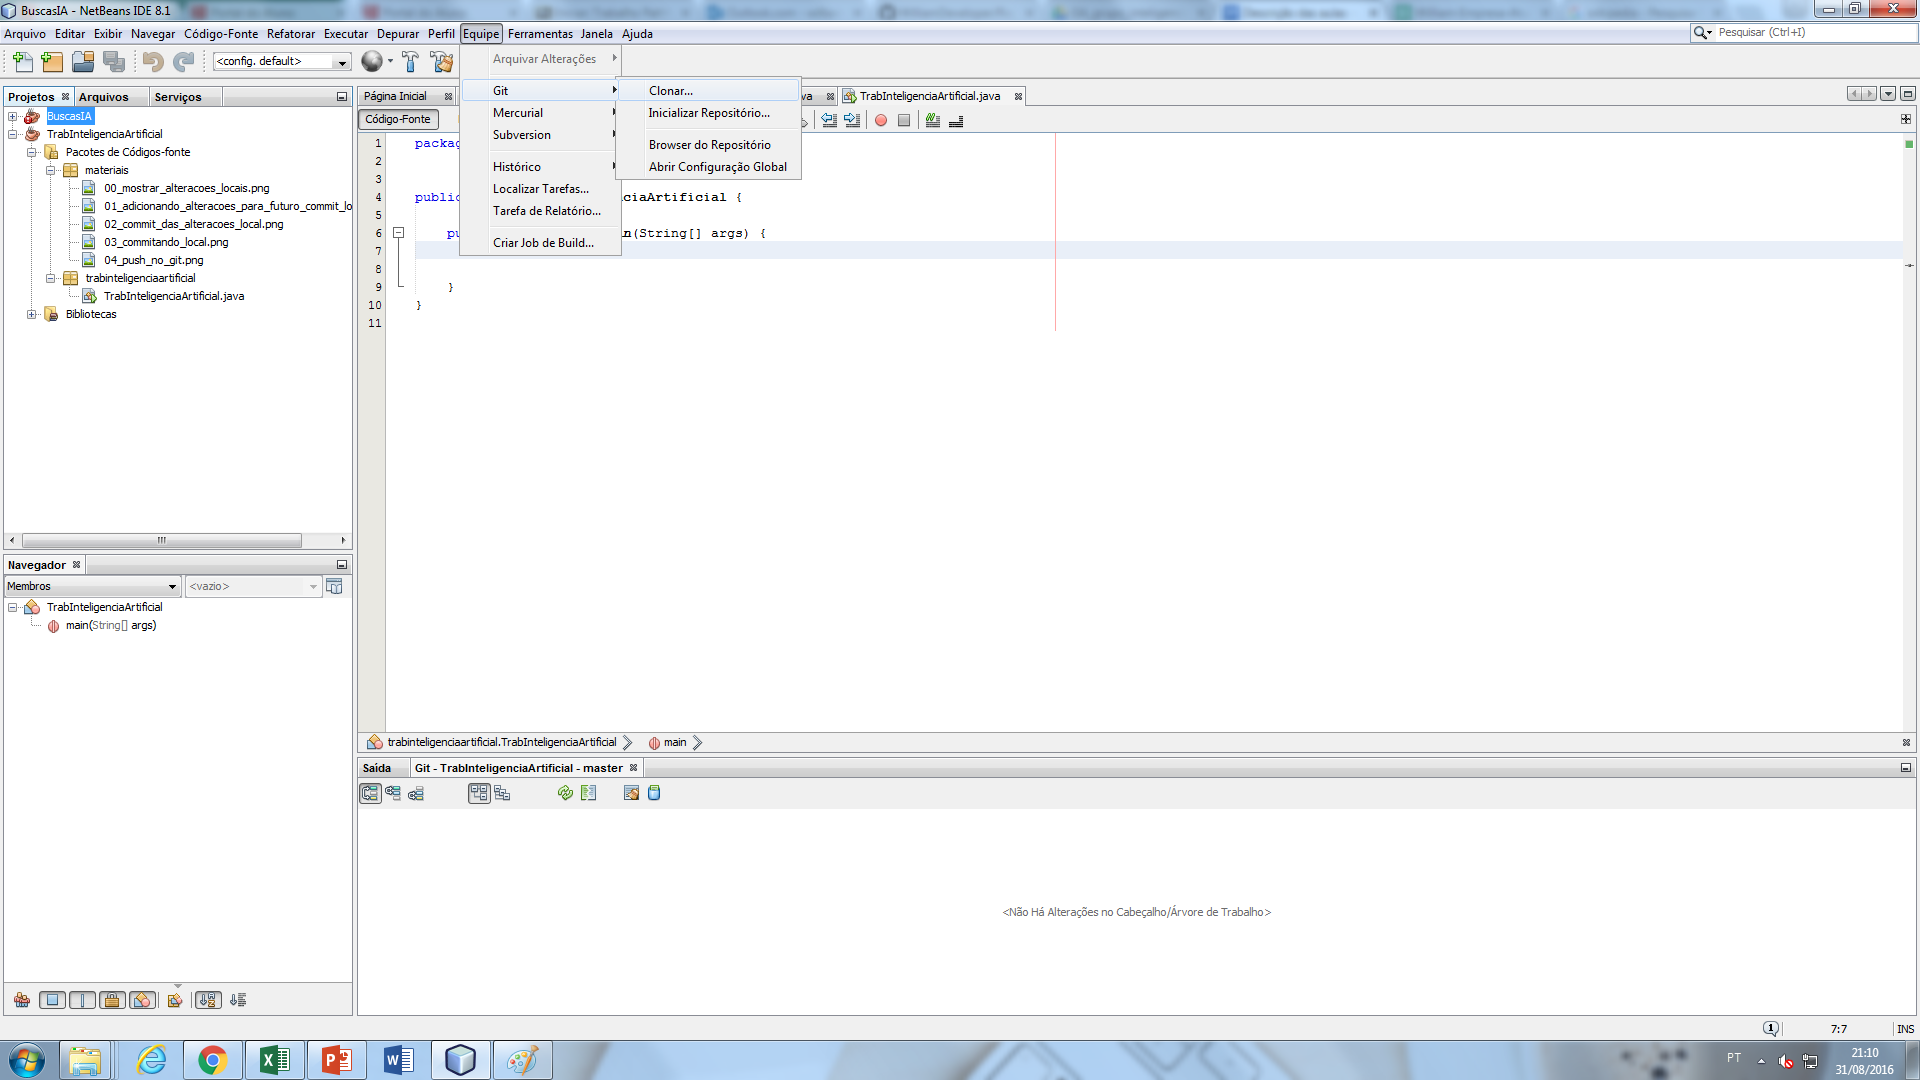 BuscasIA - NetBeans IDE 8.1
Arquivo Editar Exibir Navegar Código-Fonte Refatorar Executar Depurar Perfil Equipe Ferramentas Janela Ajuda
Pesquisar (Ctrl+I)
<config. default>
Arquivar Alterações
Git
Mercurial
Subversion
Histórico
Localizar Tarefas...
Tarefa de Relatório...
Criar Job de Build...
Clonar...
Inicializar Repositório...
Browser do Repositório
Abrir Configuração Global
Projetos Arquivos Serviços
BuscasIA
TrabInteligenciaArtificial
Pacotes de Códigos-fonte
materiais
00_mostrar_alteracoes_locais.png
01_adicionando_alteracoes_para_futuro_commit_lo
02_commit_das_alteracoes_local.png
03_commitando_local.png
04_push_no_git.png
trabinteligenciaartificial
TrabInteligenciaArtificial.java
Bibliotecas
Página Inicial
va
TrabInteligenciaArtificial.java
Código-Fonte
1 packag
2
3
4 public ciaArtificial {
5
6 pu n(String[] args) {
7
8
9 }
10 }
11
Navegador
Membros
<vazio>
TrabInteligenciaArtificial
main(String[] args)
trabinteligenciaartificial.TrabInteligenciaArtificial
main
Saída
Git - TrabInteligenciaArtificial - master
<Não Há Alterações no Cabeçalho/Árvore de Trabalho>
1
7:7
INS
PT
21:10
31/08/2016